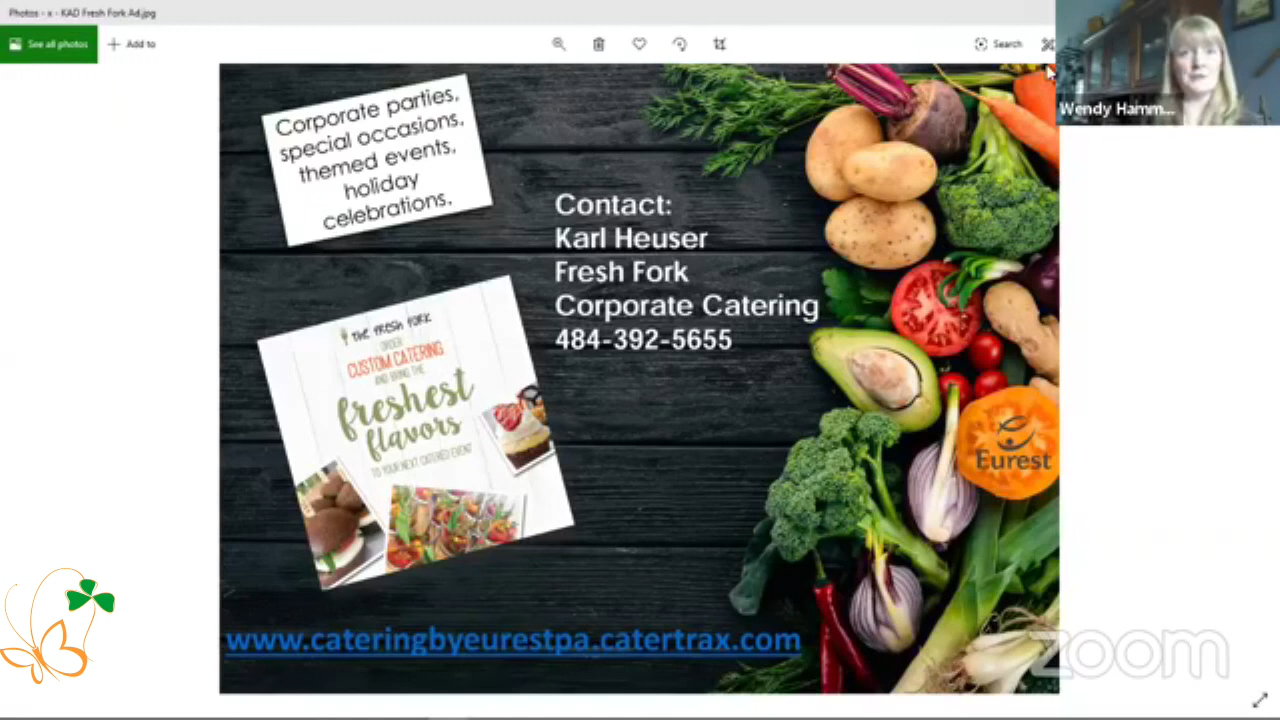 Photos - x - KAD Fresh Fork Ad.jpg
See all photos
Add to
Search
Wendy Hamm...
Corporate parties,
special occasions,
themed events,
holiday
celebrations.
Contact:
Karl Heuser
Fresh Fork
Corporate Catering
484-392-5655
THE FRESH FORK
ORDER
CUSTOM CATERING
AND BRING THE
freshest
flavors
TO YOUR NEXT CATERED EVENT
Eurest
www.cateringbyeurestpa.catertrax.com
zoom